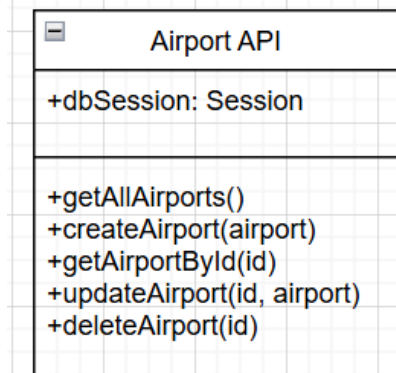 Airport API
+dbSession: Session
+getAllAirports()
+createAirport(airport)
+getAirportById(id)
+updateAirport(id, airport)
+deleteAirport(id)